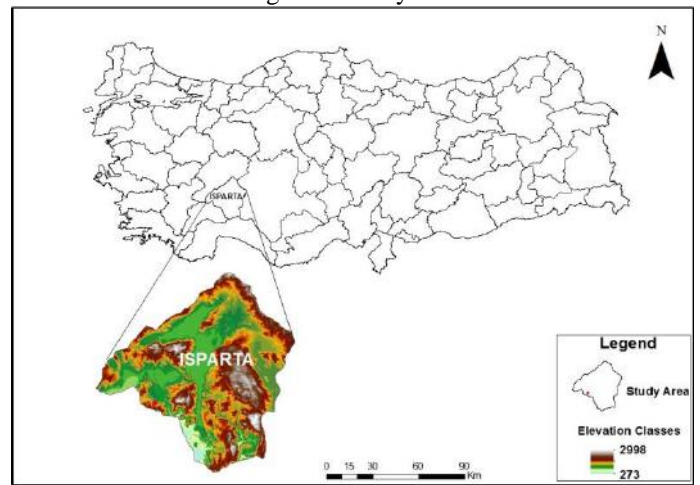 N
ISPARTA
ISPARTA
Legend
Study Area
Elevation Classes
2998
273
0 15 30 60 90
Km